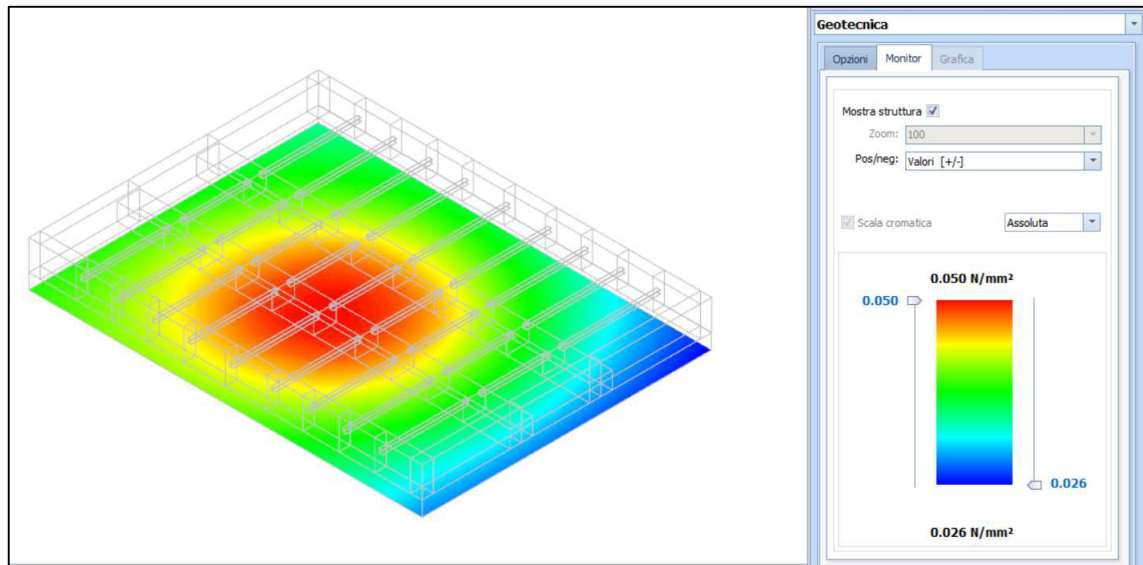 Geotecnica
Opzioni Monitor Grafica
Mostra struttura
Zoom: 100
Pos/neg: Valori [+/-]
Scala cromatica Assoluta
0.050 N/mm²
0.050
0.026
0.026 N/mm²